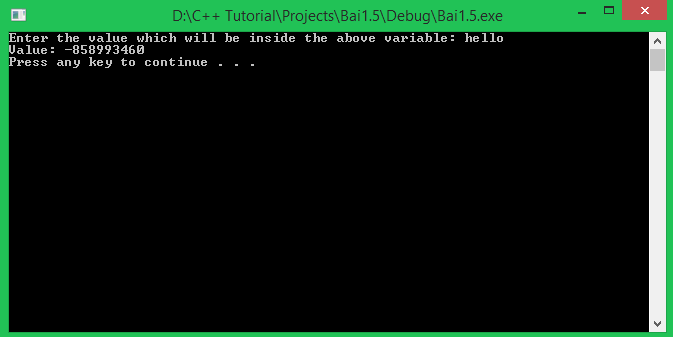 D:\C++ Tutorial\Projects\Bai1.5\Debug\Bai1.5.exe
Enter the value which will be inside the above variable: hello
Value: -858993460
Press any key to continue . . .